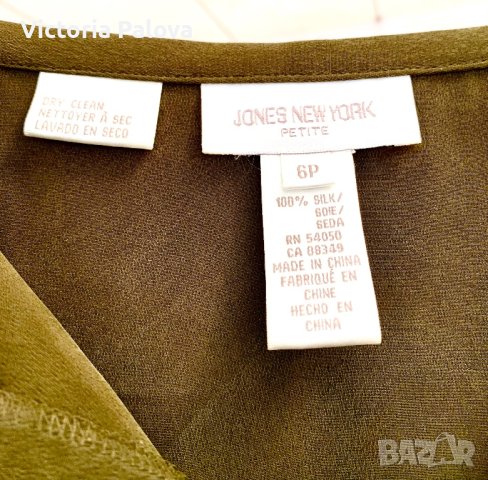 Victoria Palova
DRY CLEAN
NETTOYER À SEC
LAVADO EN SECO
JONES NEW YORK
PETITE
6P
100% SILK/
SOIE/
SEDA
RN 54050
CA 08349
MADE IN CHINA
FABRIQUÉ EN
CHINE
HECHO EN
CHINA
BAZAR